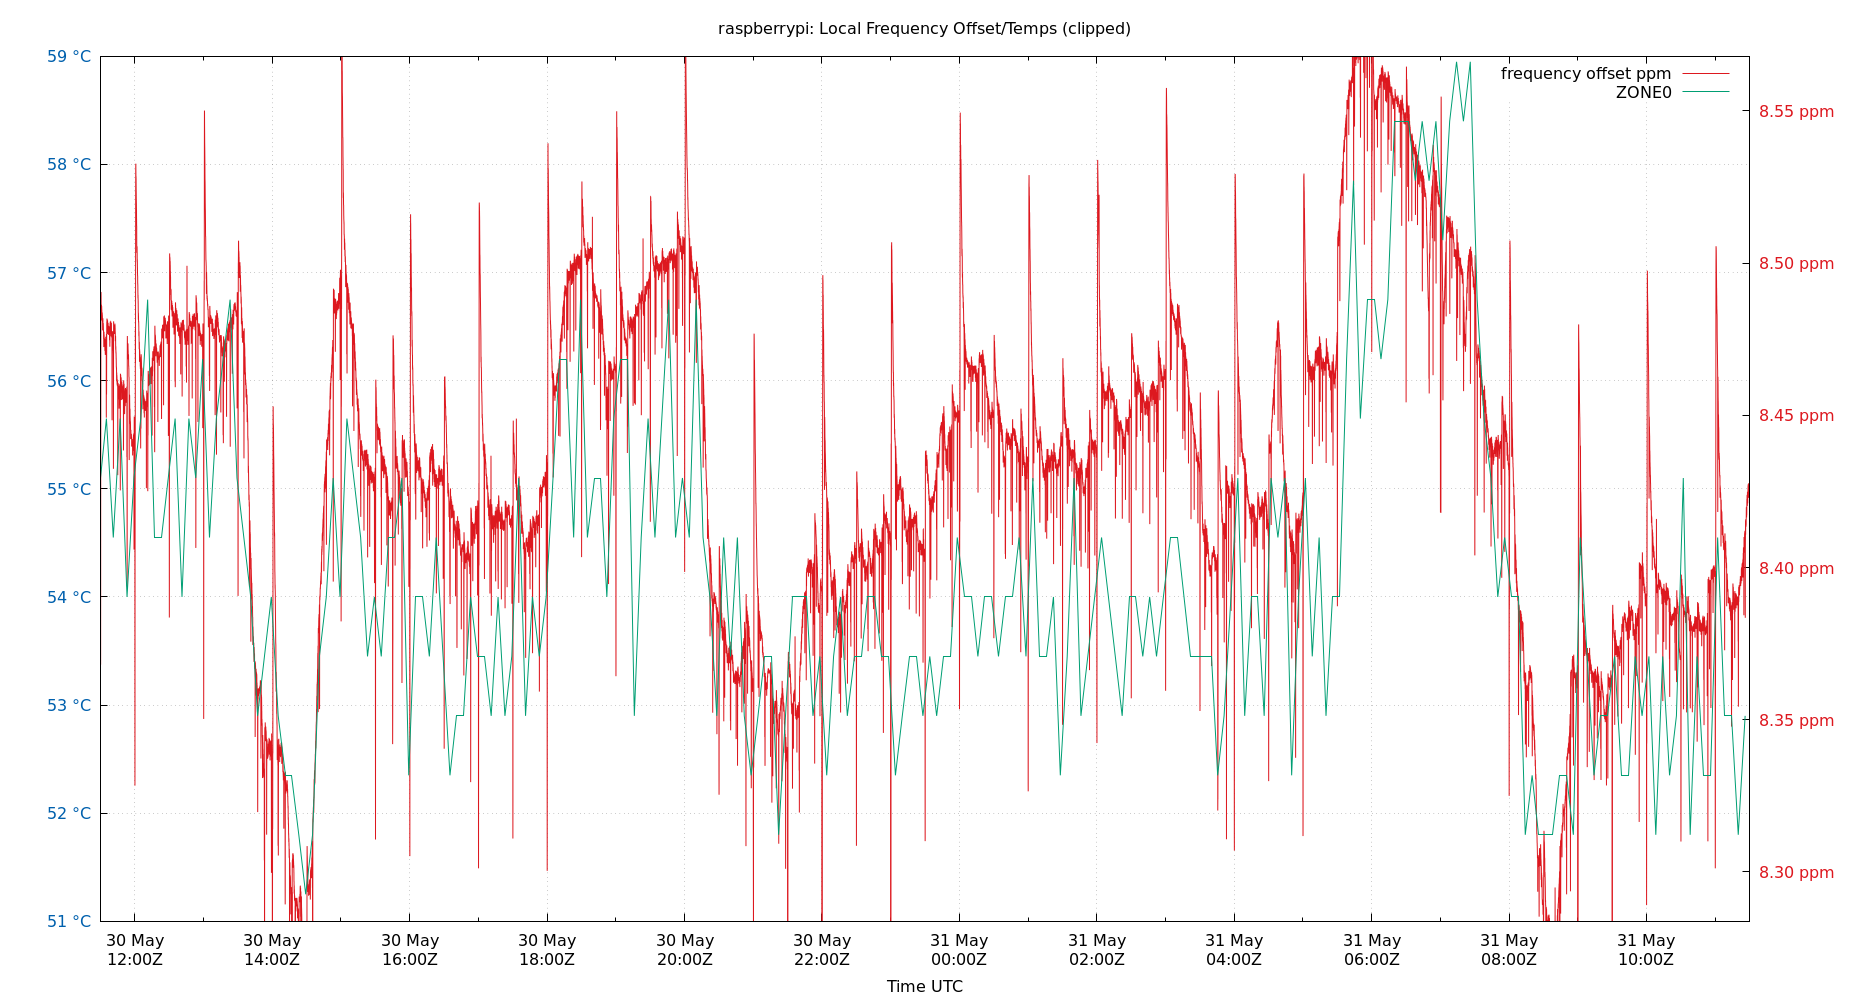 raspberrypi: Local Frequency Offset/Temps (clipped)
59 °C
58 °C
57 °C
56 °C
55 °C
54 °C
53 °C
52 °C
51 °C
frequency offset ppm
ZONE0
8.55 ppm
8.50 ppm
8.45 ppm
8.40 ppm
8.35 ppm
8.30 ppm
30 May 30 May 30 May 30 May 30 May 30 May 31 May 31 May 31 May 31 May 31 May 31 May
12:00Z 14:00Z 16:00Z 18:00Z 20:00Z 22:00Z 00:00Z 02:00Z 04:00Z 06:00Z 08:00Z 10:00Z
Time UTC